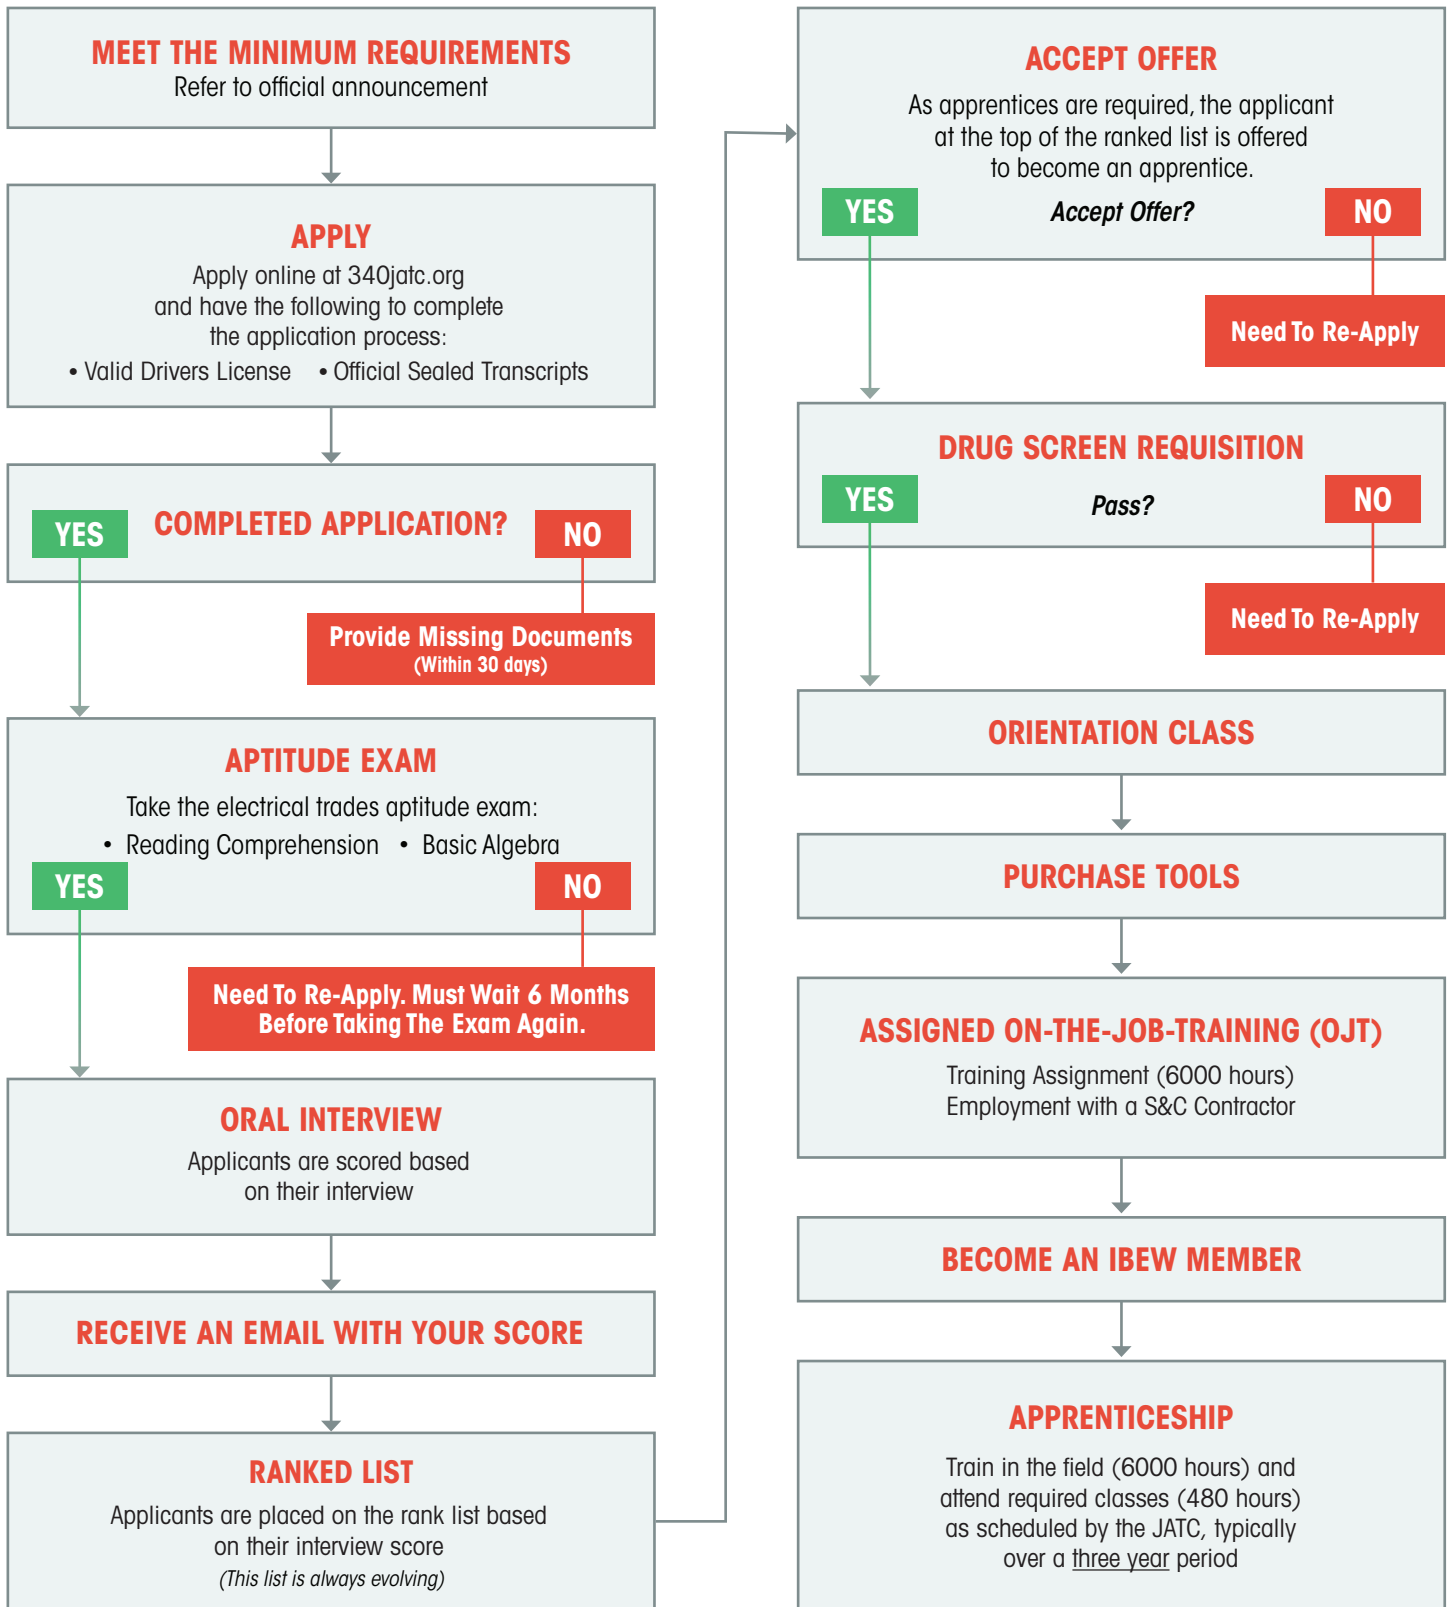 MEET THE MINIMUM REQUIREMENTS
Refer to official announcement
APPLY
Apply online at 340jatc.org
and have the following to complete
the application process:
• Valid Drivers License • Official Sealed Transcripts
COMPLETED APPLICATION?
YES
NO
Provide Missing Documents
(Within 30 days)
APTITUDE EXAM
Take the electrical trades aptitude exam:
• Reading Comprehension • Basic Algebra
YES
NO
Need To Re-Apply. Must Wait 6 Months
Before Taking The Exam Again.
ORAL INTERVIEW
Applicants are scored based
on their interview
RECEIVE AN EMAIL WITH YOUR SCORE
RANKED LIST
Applicants are placed on the rank list based
on their interview score
(This list is always evolving)
ACCEPT OFFER
As apprentices are required, the applicant
at the top of the ranked list is offered
to become an apprentice.
YES
Accept Offer?
NO
Need To Re-Apply
DRUG SCREEN REQUISITION
YES
Pass?
NO
Need To Re-Apply
ORIENTATION CLASS
PURCHASE TOOLS
ASSIGNED ON-THE-JOB-TRAINING (OJT)
Training Assignment (6000 hours)
Employment with a S&C Contractor
BECOME AN IBEW MEMBER
APPRENTICESHIP
Train in the field (6000 hours) and
attend required classes (480 hours)
as scheduled by the JATC, typically
over a three year period